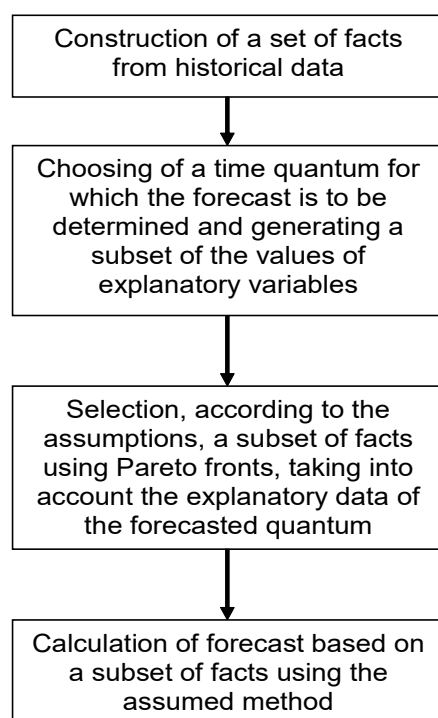 Construction of a set of facts
from historical data
Choosing of a time quantum for
which the forecast is to be
determined and generating a
subset of the values of
explanatory variables
Selection, according to the
assumptions, a subset of facts
using Pareto fronts, taking into
account the explanatory data of
the forecasted quantum
Calculation of forecast based on
a subset of facts using the
assumed method